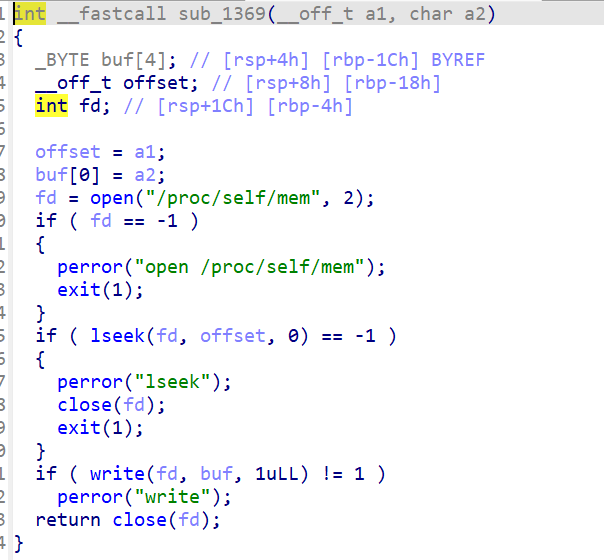 1 int __fastcall sub_1369(__off_t a1, char a2)
2 {
3 _BYTE buf[4]; // [rsp+4h] [rbp-1Ch] BYREF
4 __off_t offset; // [rsp+8h] [rbp-18h]
5 int fd; // [rsp+1Ch] [rbp-4h]
6
7 offset = a1;
8 buf[0] = a2;
9 fd = open("/proc/self/mem", 2);
0 if ( fd == -1 )
1 {
2 perror("open /proc/self/mem");
3 exit(1);
4 }
5 if ( lseek(fd, offset, 0) == -1 )
6 {
7 perror("lseek");
8 close(fd);
9 exit(1);
0 }
1 if ( write(fd, buf, 1uLL) != 1 )
2 perror("write");
3 return close(fd);
4 }